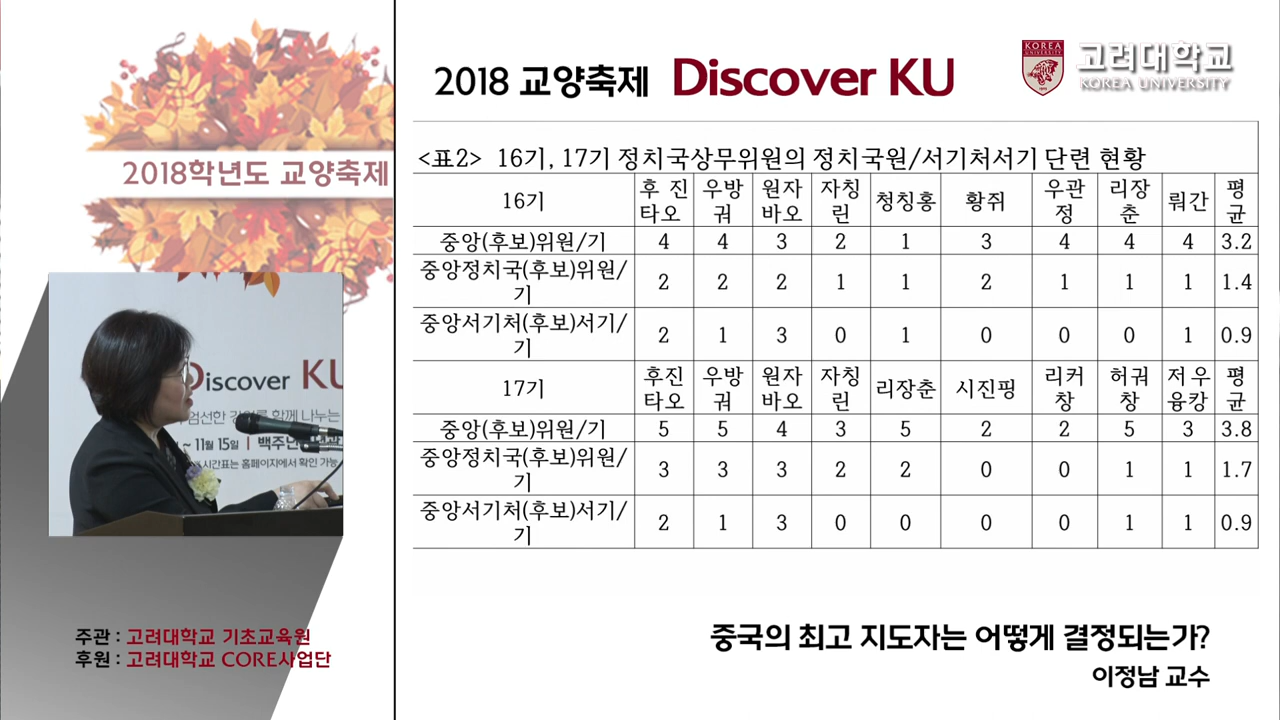 2018학년도 교양축제
Discover KU
~ 11월 15일
주관 : 고려대학교 기초교육원
후원 : 고려대학교 CORE사업단
2018 교양축제 Discover KU
KOREA
UNIVERSITY
고려대학교
KOREA UNIVERSITY
<표2> 16기, 17기 정치국상무위원의 정치국원/서기처서기 단련 현황
16기 후 진타오 우방궈 원자바오 자칭린 청칭홍 황쥐 우관정 리장춘 뤄간 평균
중앙(후보)위원/기 4 4 3 2 1 3 4 4 4 3.2
중앙정치국(후보)위원/기 2 2 2 1 1 2 1 1 1 1.4
중앙서기처(후보)서기/기 2 1 3 0 1 0 0 0 1 0.9
17기 후진타오 우방궈 원자바오 자칭린 리장춘 시진핑 리커창 허궈창 저우융캉 평균
중앙(후보)위원/기 5 5 4 3 5 2 2 5 3 3.8
중앙정치국(후보)위원/기 3 3 3 2 2 0 0 1 1 1.7
중앙서기처(후보)서기/기 2 1 3 0 0 0 0 1 1 0.9
중국의 최고 지도자는 어떻게 결정되는가?
이정남 교수